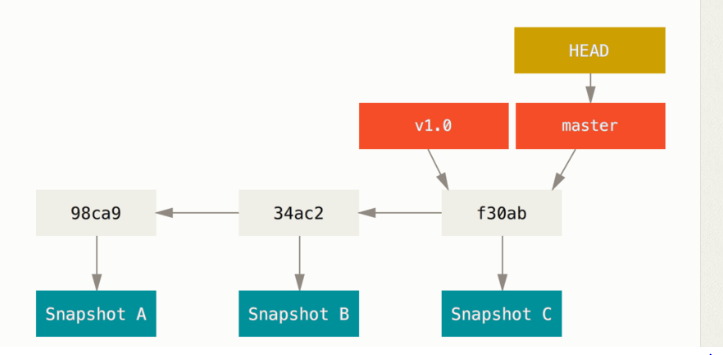 HEAD
v1.0
master
98ca9
34ac2
f30ab
Snapshot A
Snapshot B
Snapshot C